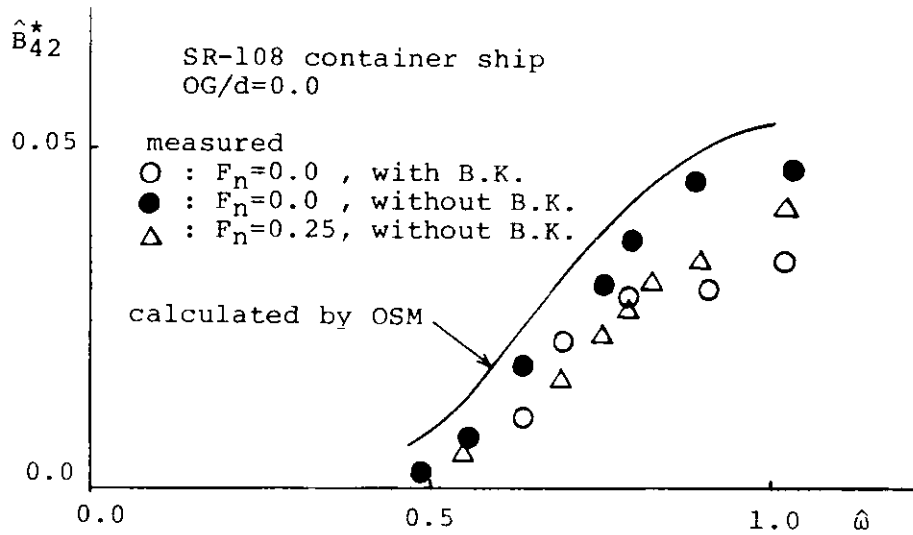 B̂*42
SR-108 container ship
OG/d=0.0
0.05
measured
○ : Fn=0.0 , with B.K.
● : Fn=0.0 , without B.K.
△ : Fn=0.25, without B.K.
calculated by OSM
0.0
0.0 0.5 1.0 ω̂